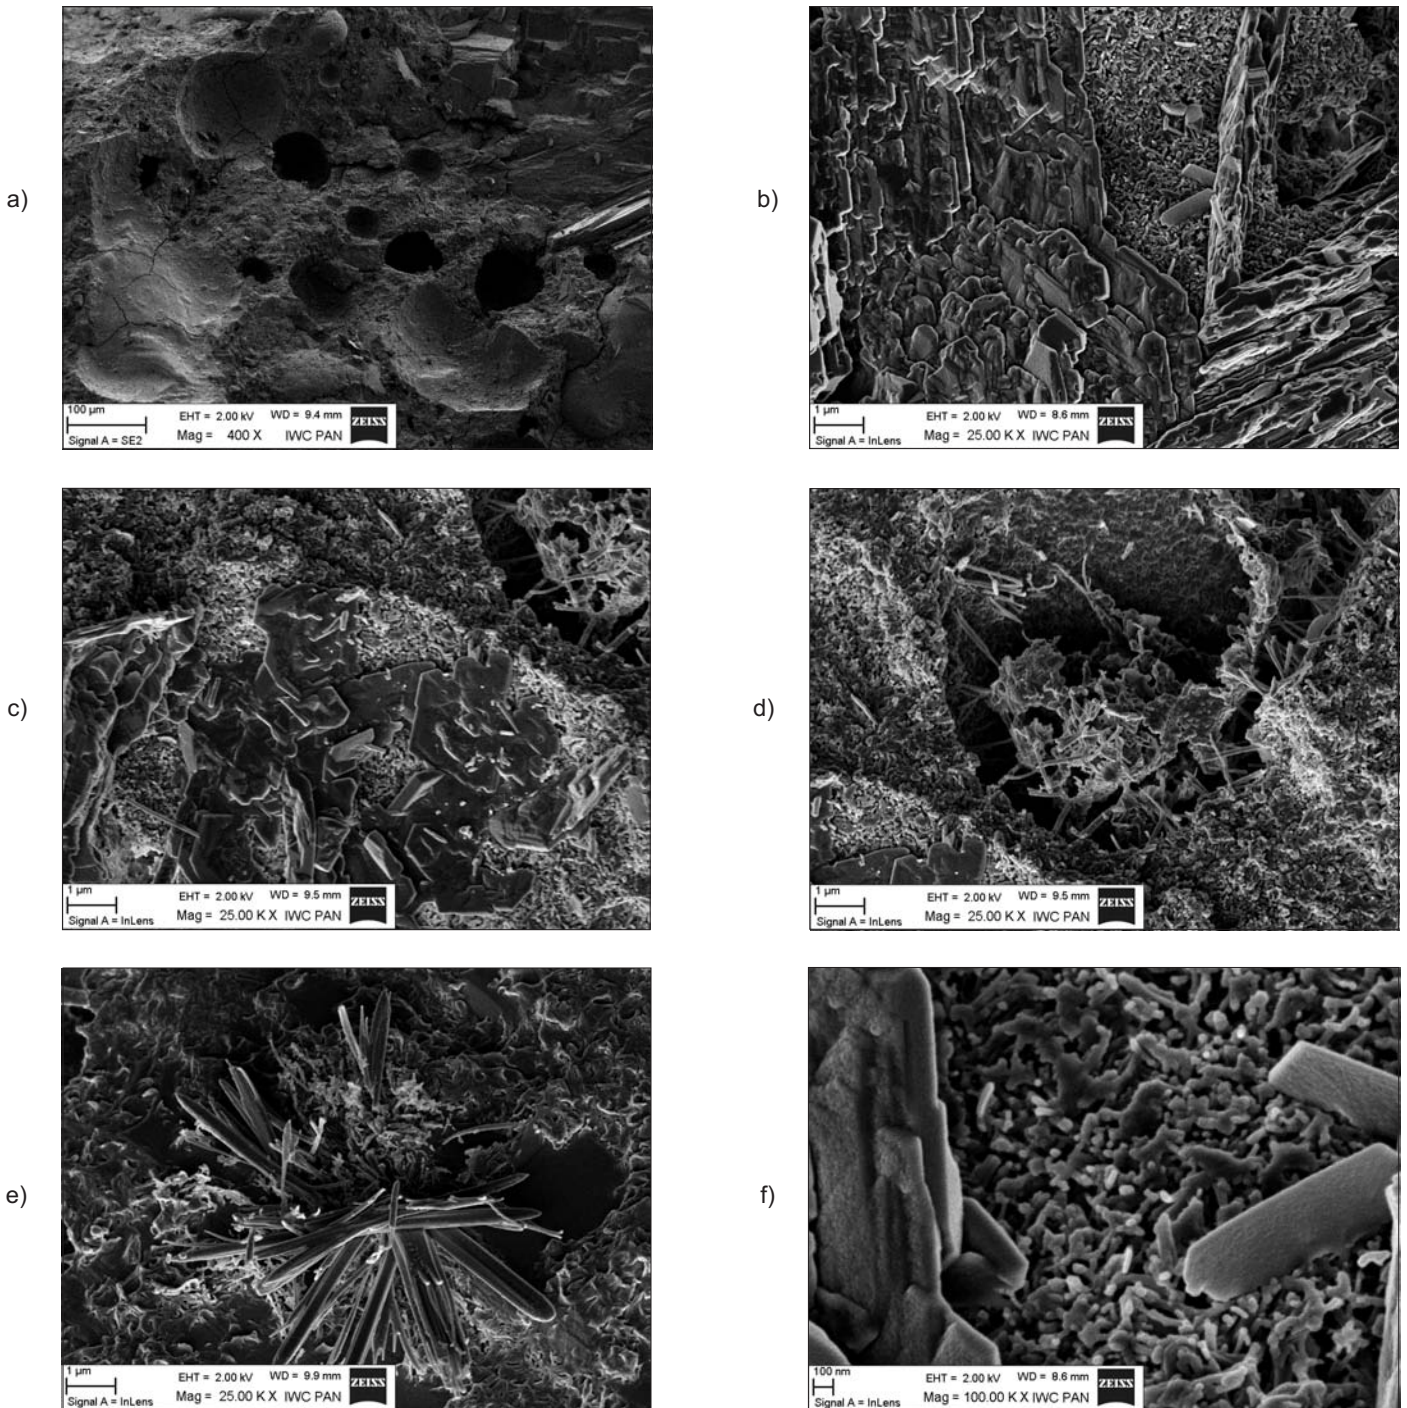 a)
100 µm
EHT = 2.00 kV WD = 9.4 mm
Signal A = SE2
Mag = 400 X IWC PAN
ZEISS
b)
1 µm
EHT = 2.00 kV WD = 8.6 mm
Signal A = InLens
Mag = 25.00 K X IWC PAN
ZEISS
c)
1 µm
EHT = 2.00 kV WD = 9.5 mm
Signal A = InLens
Mag = 25.00 K X IWC PAN
ZEISS
d)
1 µm
EHT = 2.00 kV WD = 9.5 mm
Signal A = InLens
Mag = 25.00 K X IWC PAN
ZEISS
e)
1 µm
EHT = 2.00 kV WD = 9.9 mm
Signal A = InLens
Mag = 25.00 K X IWC PAN
ZEISS
f)
100 nm
EHT = 2.00 kV WD = 8.6 mm
Signal A = InLens
Mag = 100.00 K X IWC PAN
ZEISS